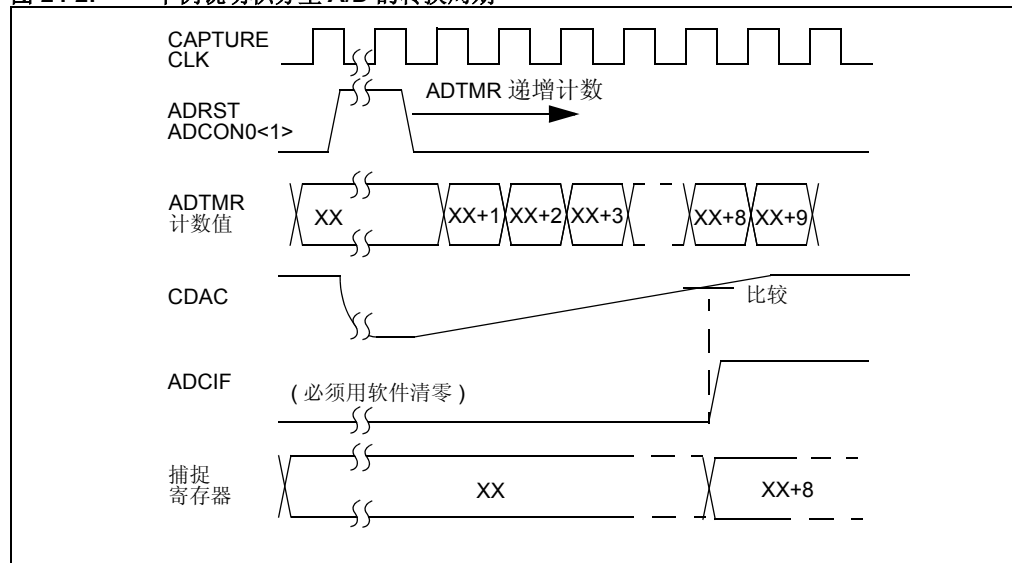 CAPTURE
CLK
ADTMR 递增计数
ADRST
ADCON0<1>
ADTMR
计数值
XX
XX+1
XX+2
XX+3
XX+8
XX+9
CDAC
比较
ADCIF
( 必须用软件清零 )
捕捉
寄存器
XX
XX+8